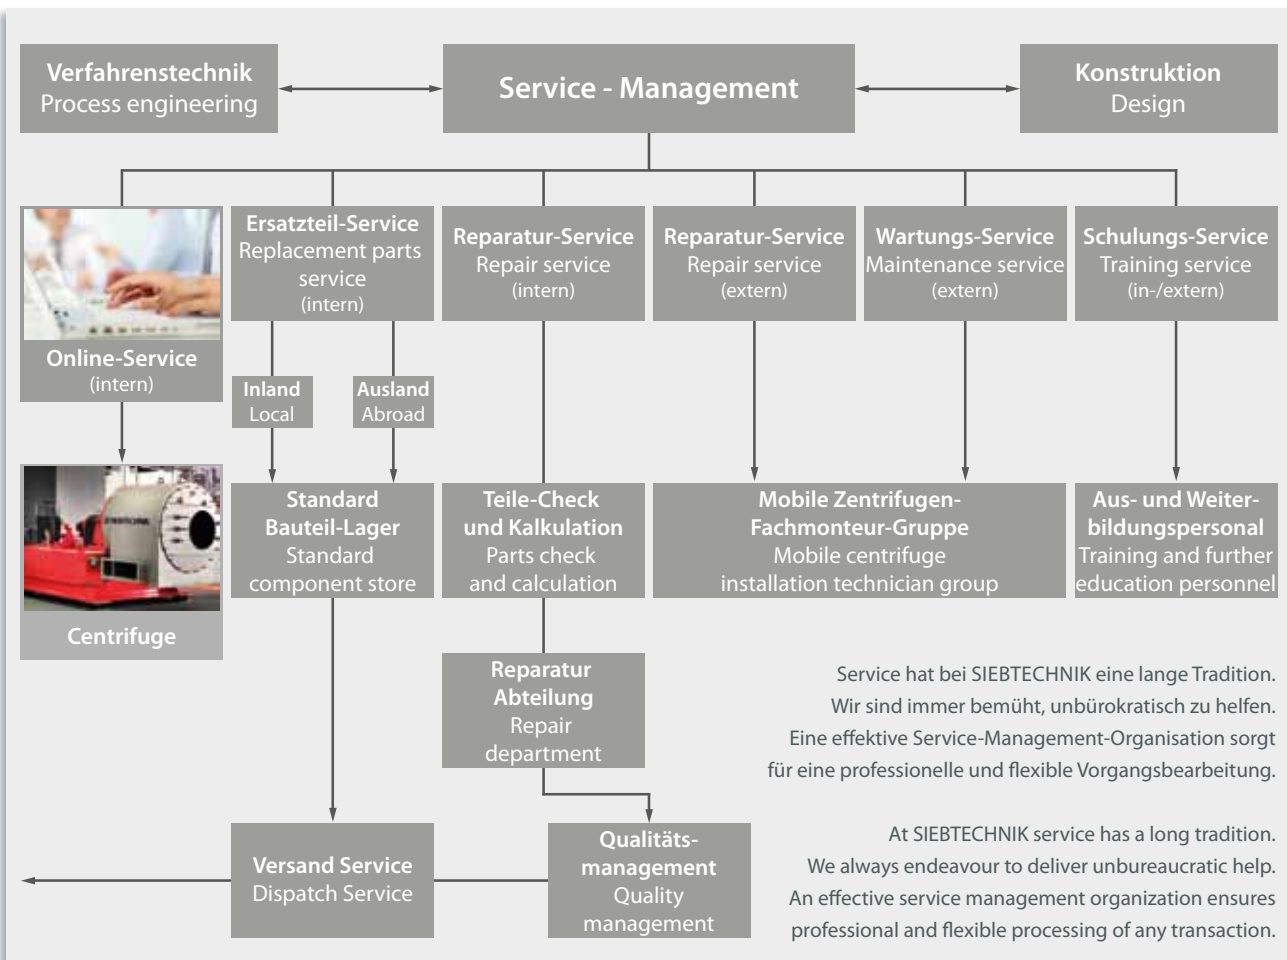 Verfahrenstechnik
Process engineering
Service - Management
Konstruktion
Design
Online-Service
(intern)
Ersatzteil-Service
Replacement parts
service
(intern)
Reparatur-Service
Repair service
(intern)
Reparatur-Service
Repair service
(extern)
Wartungs-Service
Maintenance service
(extern)
Schulungs-Service
Training service
(in-/extern)
Inland
Local
Ausland
Abroad
SIEBTECHNIK
Centrifuge
Standard
Bauteil-Lager
Standard
component store
Teile-Check
und Kalkulation
Parts check
and calculation
Mobile Zentrifugen-
Fachmonteur-Gruppe
Mobile centrifuge
installation technician group
Aus- und Weiter-
bildungspersonal
Training and further
education personnel
Reparatur
Abteilung
Repair
department
Versand Service
Dispatch Service
Qualitäts-
management
Quality
management
Service hat bei SIEBTECHNIK eine lange Tradition.
Wir sind immer bemüht, unbürokratisch zu helfen.
Eine effektive Service-Management-Organisation sorgt
für eine professionelle und flexible Vorgangsbearbeitung.
At SIEBTECHNIK service has a long tradition.
We always endeavour to deliver unbureaucratic help.
An effective service management organization ensures
professional and flexible processing of any transaction.